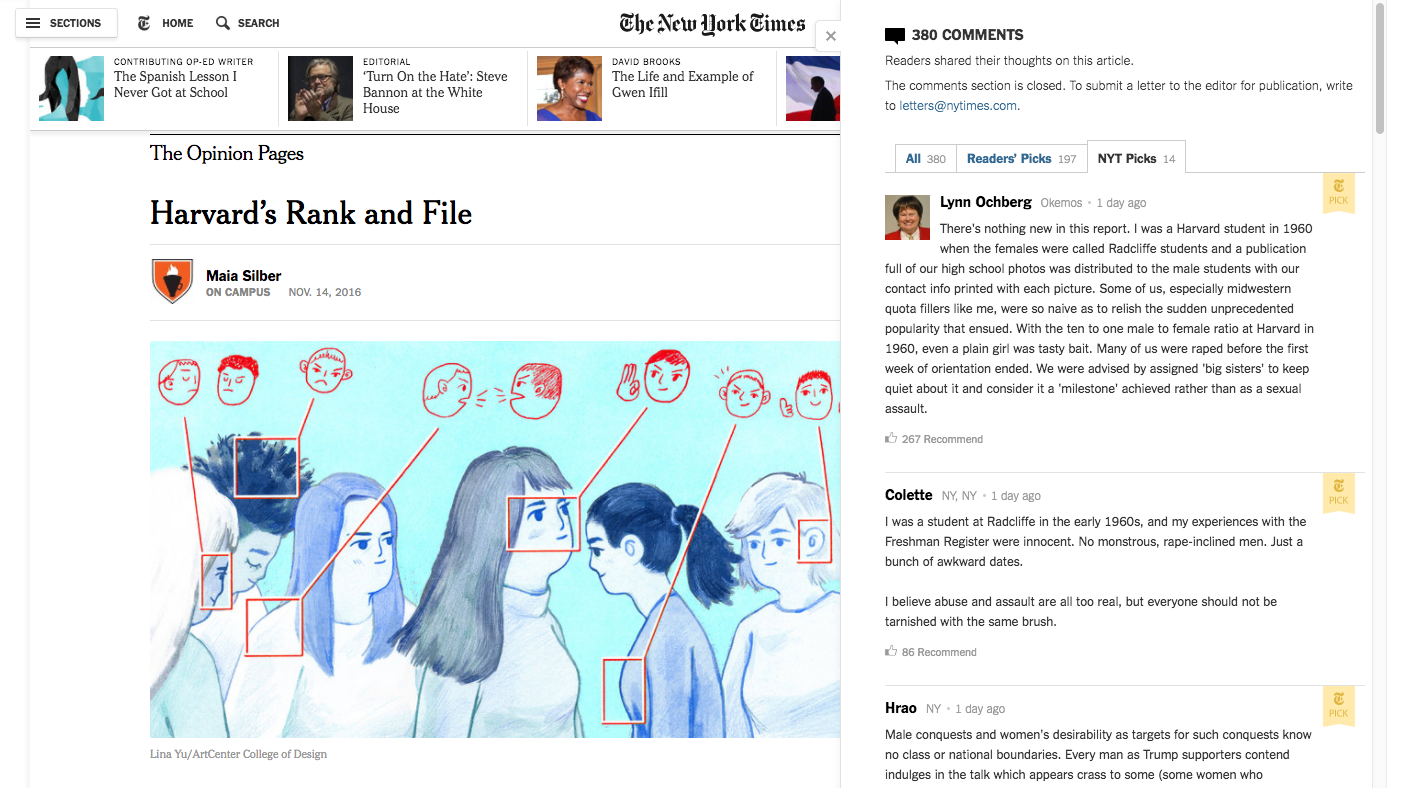 SECTIONS
HOME
SEARCH
The New York Times
CONTRIBUTING OP-ED WRITER
The Spanish Lesson I
Never Got at School
EDITORIAL
‘Turn On the Hate’: Steve
Bannon at the White
House
DAVID BROOKS
The Life and Example of
Gwen Ifill
The Opinion Pages
Harvard’s Rank and File
Maia Silber
ON CAMPUS NOV. 14, 2016
Lina Yu/ArtCenter College of Design
380 COMMENTS
Readers shared their thoughts on this article.
The comments section is closed. To submit a letter to the editor for publication, write
to letters@nytimes.com.
All 380
Readers’ Picks 197
NYT Picks 14
PICK
Lynn Ochberg Okemos • 1 day ago
There's nothing new in this report. I was a Harvard student in 1960
when the females were called Radcliffe students and a publication
full of our high school photos was distributed to the male students with our
contact info printed with each picture. Some of us, especially midwestern
quota fillers like me, were so naive as to relish the sudden unprecedented
popularity that ensued. With the ten to one male to female ratio at Harvard in
1960, even a plain girl was tasty bait. Many of us were raped before the first
week of orientation ended. We were advised by assigned 'big sisters' to keep
quiet about it and consider it a 'milestone' achieved rather than as a sexual
assault.
267 Recommend
PICK
Colette NY, NY • 1 day ago
I was a student at Radcliffe in the early 1960s, and my experiences with the
Freshman Register were innocent. No monstrous, rape-inclined men. Just a
bunch of awkward dates.
I believe abuse and assault are all too real, but everyone should not be
tarnished with the same brush.
86 Recommend
PICK
Hrao NY • 1 day ago
Male conquests and women's desirability as targets for such conquests know
no class or national boundaries. Every man as Trump supporters contend
indulges in the talk which appears crass to some (some women who